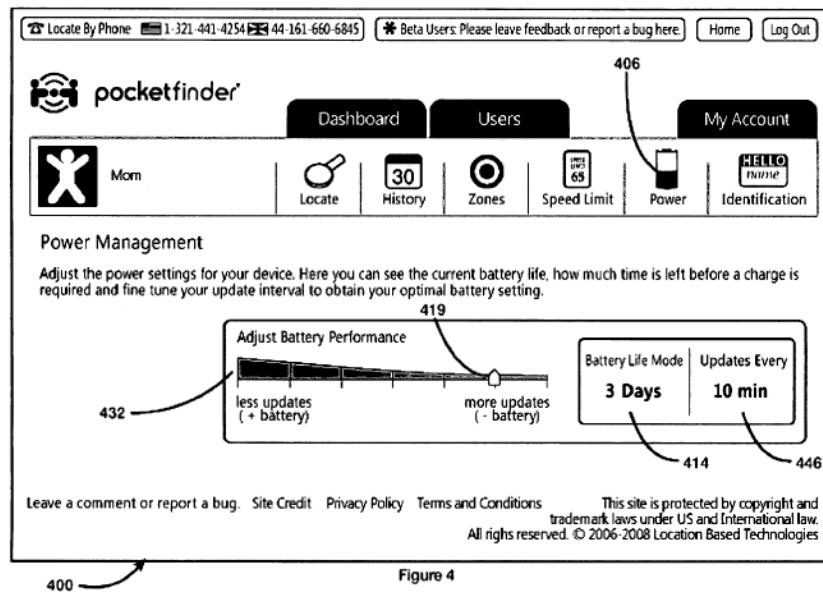 Locate By Phone 1-321-441-4254 44-161-660-6845
Beta Users: Please leave feedback or report a bug here.
Home
Log Out
406
pocketfinder
Dashboard
Users
My Account
Mom
30
SPEED
LIMIT
65
HELLO
name
Locate
History
Zones
Speed Limit
Power
Identification
Power Management
Adjust the power settings for your device. Here you can see the current battery life, how much time is left before a charge is
required and fine tune your update interval to obtain your optimal battery setting.
419
Adjust Battery Performance
less updates
( + battery)
more updates
( - battery)
Battery Life Mode
3 Days
Updates Every
10 min
432
414
446
Leave a comment or report a bug. Site Credit Privacy Policy Terms and Conditions
This site is protected by copyright and
trademark laws under US and International law.
All righs reserved. © 2006-2008 Location Based Technologies
400
Figure 4